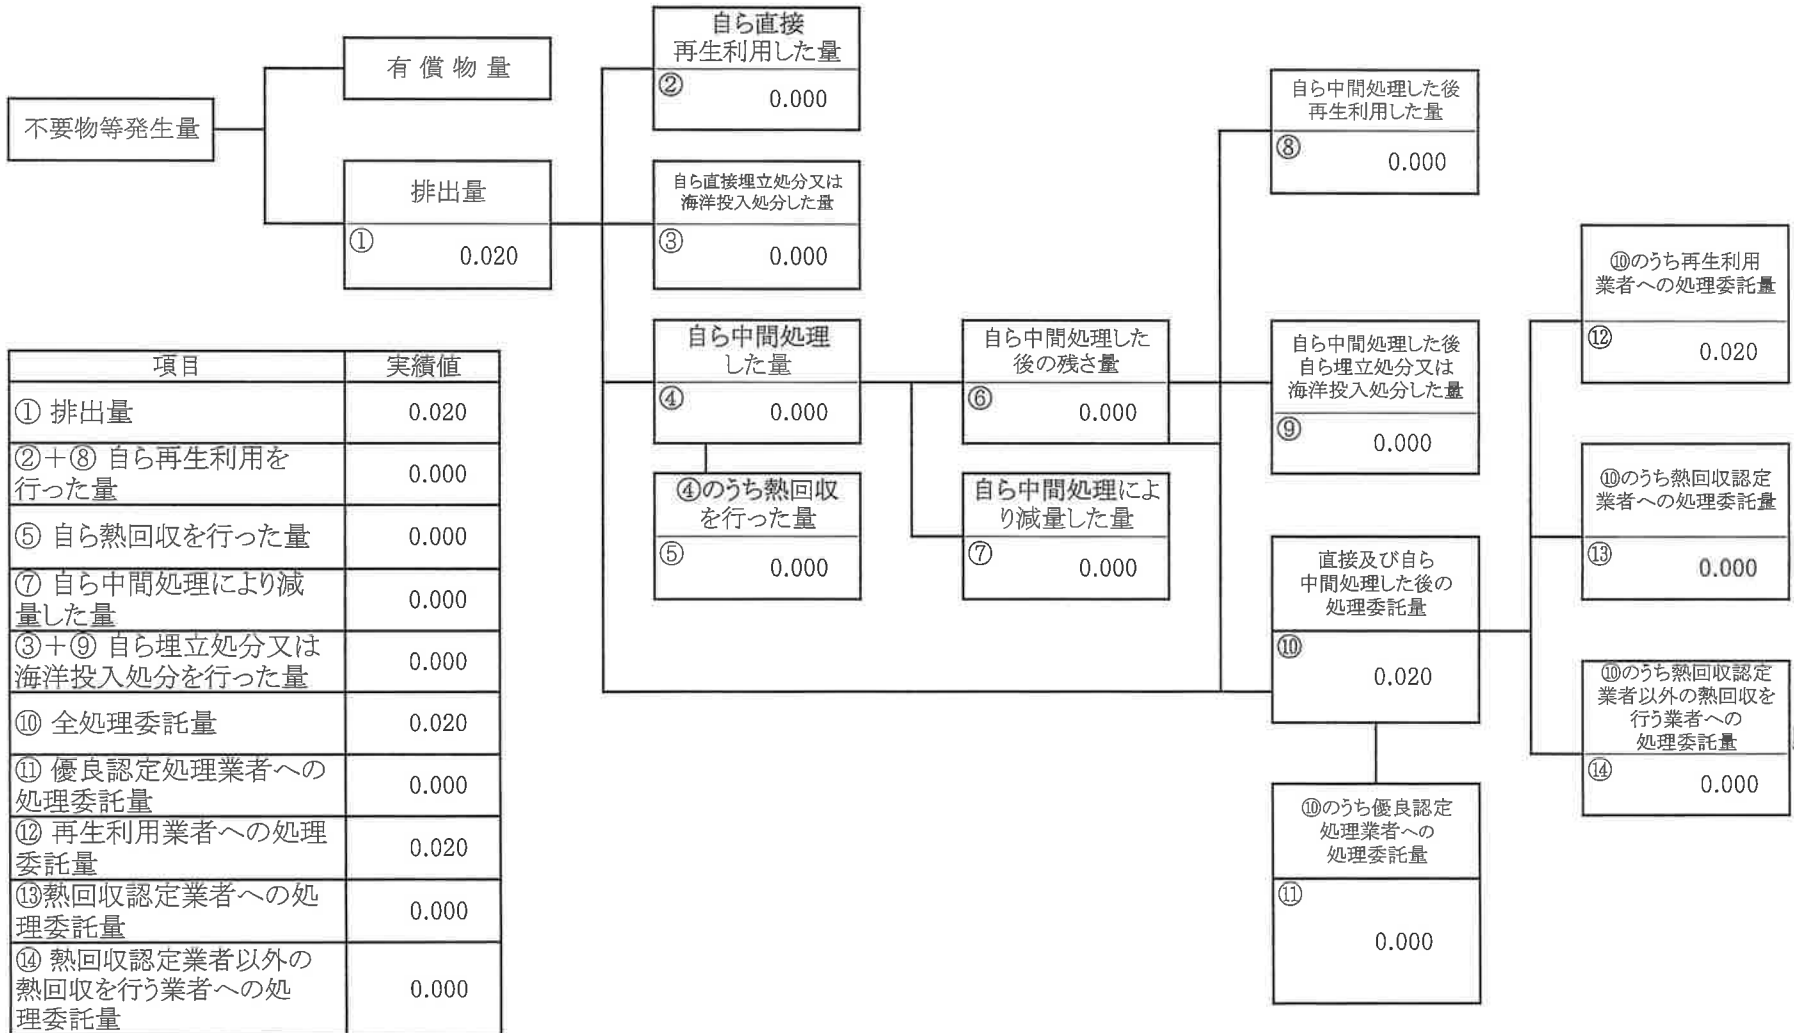 不要物等発生量
有償物量
排出量
①
0.020
自ら直接
再生利用した量
②
0.000
自ら直接埋立処分又は
海洋投入処分した量
③
0.000
自ら中間処理
した量
④
0.000
④のうち熱回収
を行った量
⑤
0.000
自ら中間処理した
後の残さ量
⑥
0.000
自ら中間処理によ
り減量した量
⑦
0.000
自ら中間処理した後
再生利用した量
⑧
0.000
自ら中間処理した後
自ら埋立処分又は
海洋投入処分した量
⑨
0.000
直接及び自ら
中間処理した後の
処理委託量
⑩
0.020
⑩のうち優良認定
処理業者への
処理委託量
⑪
0.000
⑩のうち再生利用
業者への処理委託量
⑫
0.020
⑩のうち熱回収認定
業者への処理委託量
⑬
0.000
⑩のうち熱回収認定
業者以外の熱回収を
行う業者への
処理委託量
⑭
0.000
項目 実績値
① 排出量 0.020
②+⑧ 自ら再生利用を
行った量 0.000
⑤ 自ら熱回収を行った量 0.000
⑦ 自ら中間処理により減
量した量 0.000
③+⑨ 自ら埋立処分又は
海洋投入処分を行った量 0.000
⑩ 全処理委託量 0.020
⑪ 優良認定処理業者への
処理委託量 0.000
⑫ 再生利用業者への処理
委託量 0.020
⑬熱回収認定業者への処
理委託量 0.000
⑭ 熱回収認定業者以外の
熱回収を行う業者への処
理委託量 0.000